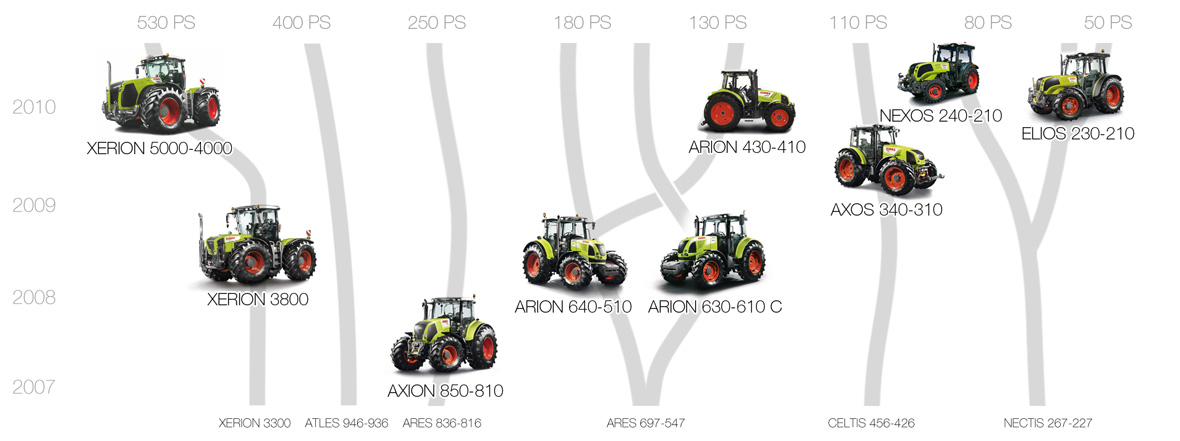 530 PS
400 PS
250 PS
180 PS
130 PS
110 PS
80 PS
50 PS
2010
XERION 5000-4000
ARION 430-410
NEXOS 240-210
ELIOS 230-210
2009
AXOS 340-310
2008
XERION 3800
ARION 640-510
ARION 630-610 C
2007
AXION 850-810
XERION 3300
ATLES 946-936
ARES 836-816
ARES 697-547
CELTIS 456-426
NECTIS 267-227